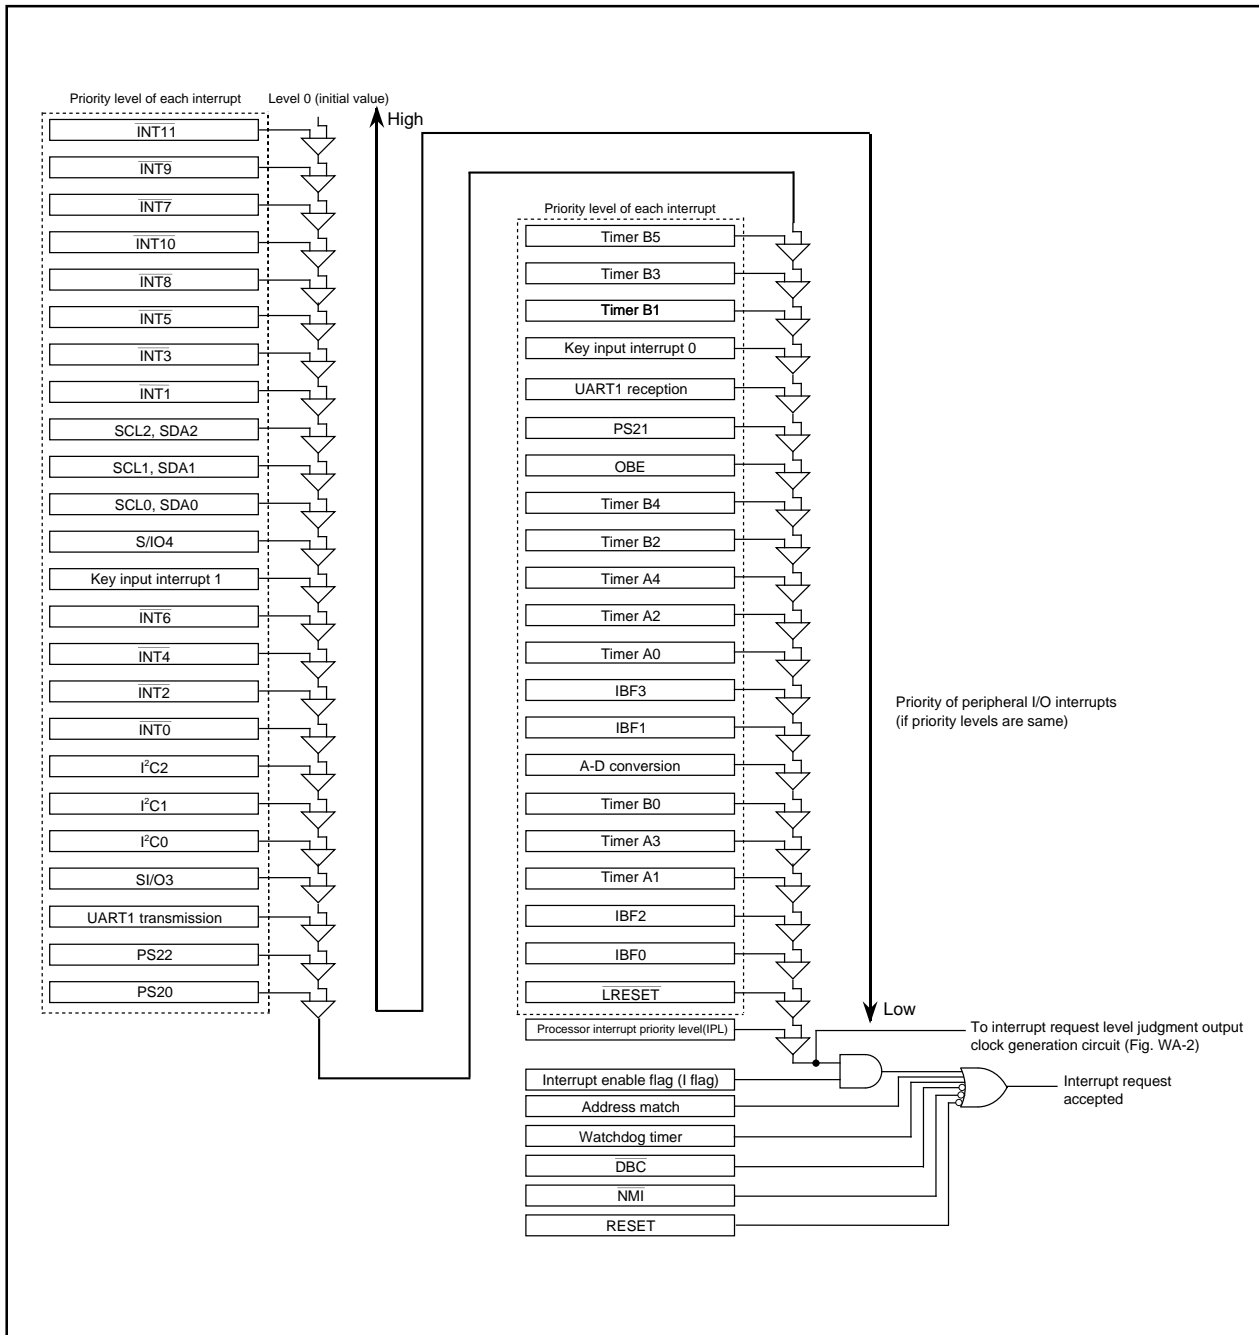 Priority level of each interrupt
Level 0 (initial value)
High
INT11
INT9
INT7
INT10
INT8
INT5
INT3
INT1
SCL2, SDA2
SCL1, SDA1
SCL0, SDA0
S/IO4
Key input interrupt 1
INT6
INT4
INT2
INT0
I²C2
I²C1
I²C0
SI/O3
UART1 transmission
PS22
PS20
Priority level of each interrupt
Timer B5
Timer B3
Timer B1
Key input interrupt 0
UART1 reception
PS21
OBE
Timer B4
Timer B2
Timer A4
Timer A2
Timer A0
IBF3
IBF1
A-D conversion
Timer B0
Timer A3
Timer A1
IBF2
IBF0
LRESET
Low
Priority of peripheral I/O interrupts
(if priority levels are same)
Processor interrupt priority level(IPL)
To interrupt request level judgment output
clock generation circuit (Fig. WA-2)
Interrupt enable flag (I flag)
Address match
Watchdog timer
DBC
NMI
RESET
Interrupt request
accepted